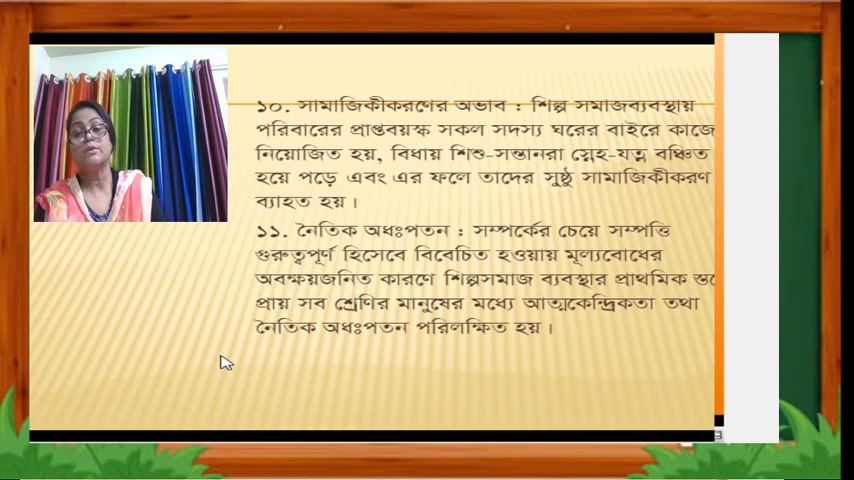 ১০. সামাজিকীকরণের অভাব : শিল্প সমাজব্যবস্থায়
পরিবারের প্রাপ্তবয়স্ক সকল সদস্য ঘরের বাইরে কাজে
নিয়োজিত হয়, বিধায় শিশু-সন্তানরা স্নেহ-যত্ন বঞ্চিত
হয়ে পড়ে এবং এর ফলে তাদের সুষ্ঠু সামাজিকীকরণ
ব্যাহত হয়।
১১. নৈতিক অধঃপতন : সম্পর্কের চেয়ে সম্পত্তি
গুরুত্বপূর্ণ হিসেবে বিবেচিত হওয়ায় মূল্যবোধের
অবক্ষয়জনিত কারণে শিল্পসমাজ ব্যবস্থার প্রাথমিক
প্রায় সব শ্রেণির মানুষের মধ্যে আত্মকেন্দ্রিকতা তথা
নৈতিক অধঃপতন পরিলক্ষিত হয়।